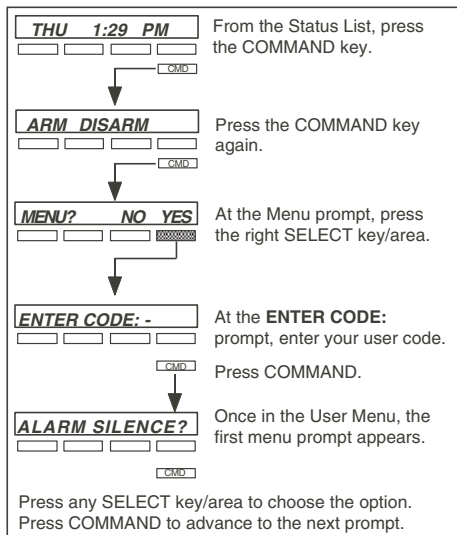 THU 1:29 PM
From the Status List, press
the COMMAND key.
CMD
ARM DISARM
Press the COMMAND key
again.
CMD
MENU? NO YES
At the Menu prompt, press
the right SELECT key/area.
ENTER CODE: -
At the ENTER CODE:
prompt, enter your user code.
CMD
Press COMMAND.
ALARM SILENCE?
Once in the User Menu, the
first menu prompt appears.
CMD
Press any SELECT key/area to choose the option.
Press COMMAND to advance to the next prompt.